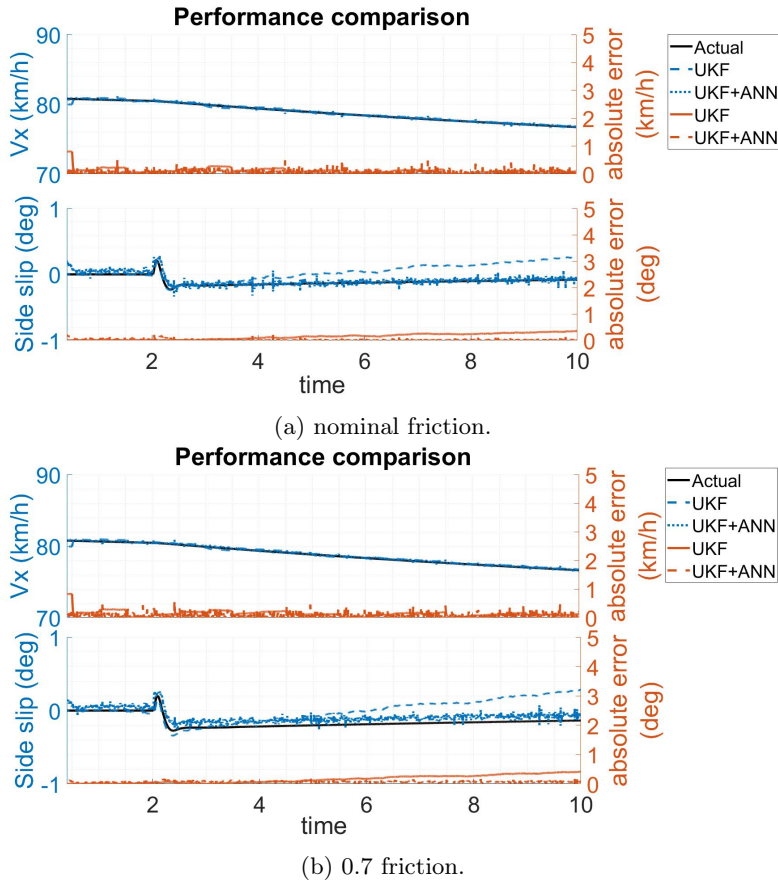 Performance comparison
90
80
70
Vx (km/h)
5
4
3
2
1
0
absolute error
(km/h)
Actual
UKF
UKF+ANN
UKF
UKF+ANN
1
0
-1
Side slip (deg)
5
4
3
2
1
0
absolute error
(deg)
2 4 6 8 10
time
(a) nominal friction.
Performance comparison
90
80
70
Vx (km/h)
5
4
3
2
1
0
absolute error
(km/h)
Actual
UKF
UKF+ANN
UKF
UKF+ANN
1
0
-1
Side slip (deg)
5
4
3
2
1
0
absolute error
(deg)
2 4 6 8 10
time
(b) 0.7 friction.